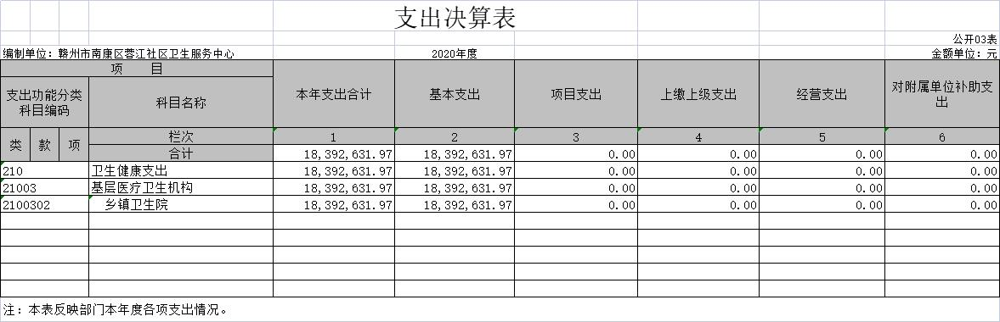 支出决算表
公开03表
编制单位：赣州市南康区蓉江社区卫生服务中心 2020年度 金额单位：元
项 目 本年支出合计 基本支出 项目支出 上缴上级支出 经营支出 对附属单位补助支
出
支出功能分类
科目编码
科目名称
类 款 项 栏次 1 2 3 4 5 6
合计 18,392,631.97 18,392,631.97 0.00 0.00 0.00 0.00
210 卫生健康支出 18,392,631.97 18,392,631.97 0.00 0.00 0.00 0.00
21003 基层医疗卫生机构 18,392,631.97 18,392,631.97 0.00 0.00 0.00 0.00
2100302 乡镇卫生院 18,392,631.97 18,392,631.97 0.00 0.00 0.00 0.00
注：本表反映部门本年度各项支出情况。